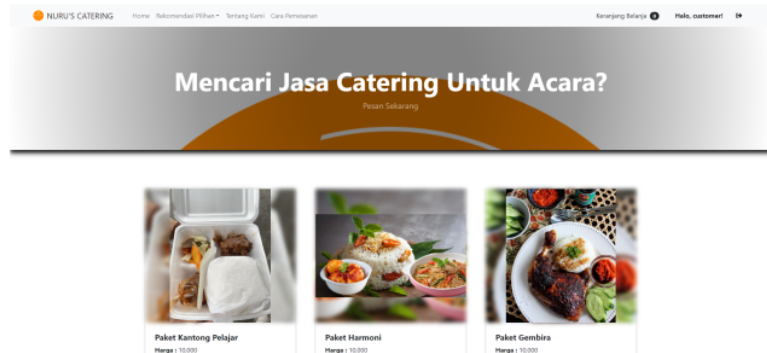 NURU'S CATERING Home Rekomendasi Pilihan Tentang Kami Cara Pemesanan Keranjang Belanja 0 Halo, customer!
Mencari Jasa Catering Untuk Acara?
Pesan Sekarang
Paket Kantong Pelajar
Harga : 10.000
Paket Harmoni
Harga : 10.000
Paket Gembira
Harga : 10.000